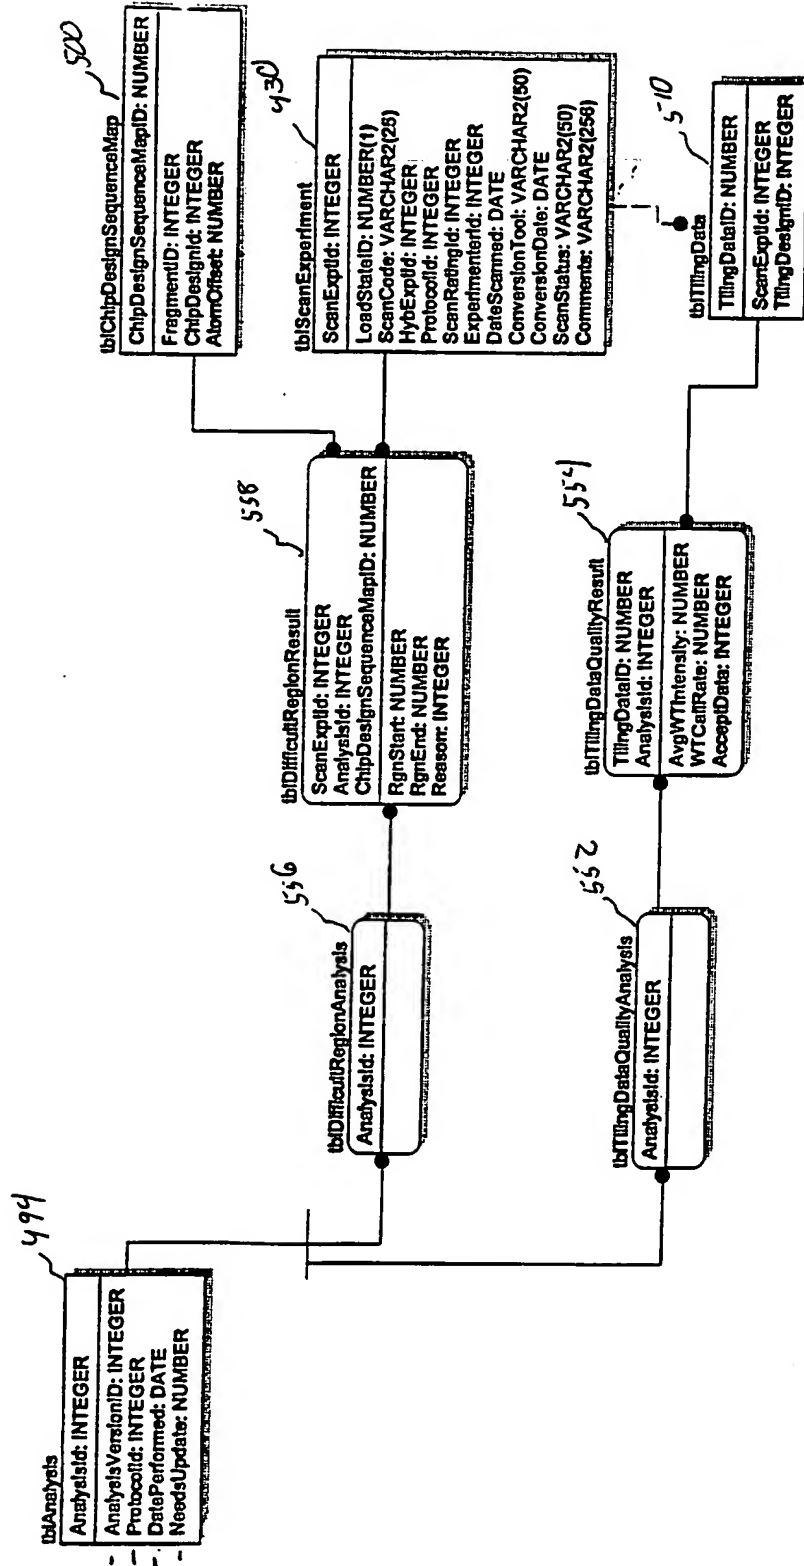 tblAnalysis
494
AnalysisId: INTEGER
AnalysisVersionID: INTEGER
ProtocolId: INTEGER
DatePerformed: DATE
NeedsUpdate: NUMBER
tblDifficultRegionAnalysis
556
AnalysisId: INTEGER
tblTilingDataQualityAnalysis
552
AnalysisId: INTEGER
tblDifficultRegionResult
558
ScanExptId: INTEGER
AnalysisId: INTEGER
ChipDesignSequenceMapID: NUMBER
RgnStart: NUMBER
RgnEnd: NUMBER
Reason: INTEGER
tblTilingDataQualityResult
554
TilingDataID: NUMBER
AnalysisId: INTEGER
AvgWTIntensity: NUMBER
WTCallRate: NUMBER
AcceptData: INTEGER
tblChipDesignSequenceMap
500
ChipDesignSequenceMapID: NUMBER
FragmentID: INTEGER
ChipDesignId: INTEGER
AtomOffset: NUMBER
tblScanExperiment
430
ScanExptId: INTEGER
LoadStateID: NUMBER(1)
ScanCode: VARCHAR2(25)
HybExptId: INTEGER
ProtocolId: INTEGER
ScanRatingId: INTEGER
ExperimenterId: INTEGER
DateScanned: DATE
ConversionTool: VARCHAR2(50)
ConversionDate: DATE
ScanStatus: VARCHAR2(50)
Comments: VARCHAR2(256)
tblTilingData
510
TilingDataID: NUMBER
ScanExptId: INTEGER
TilingDesignID: INTEGER